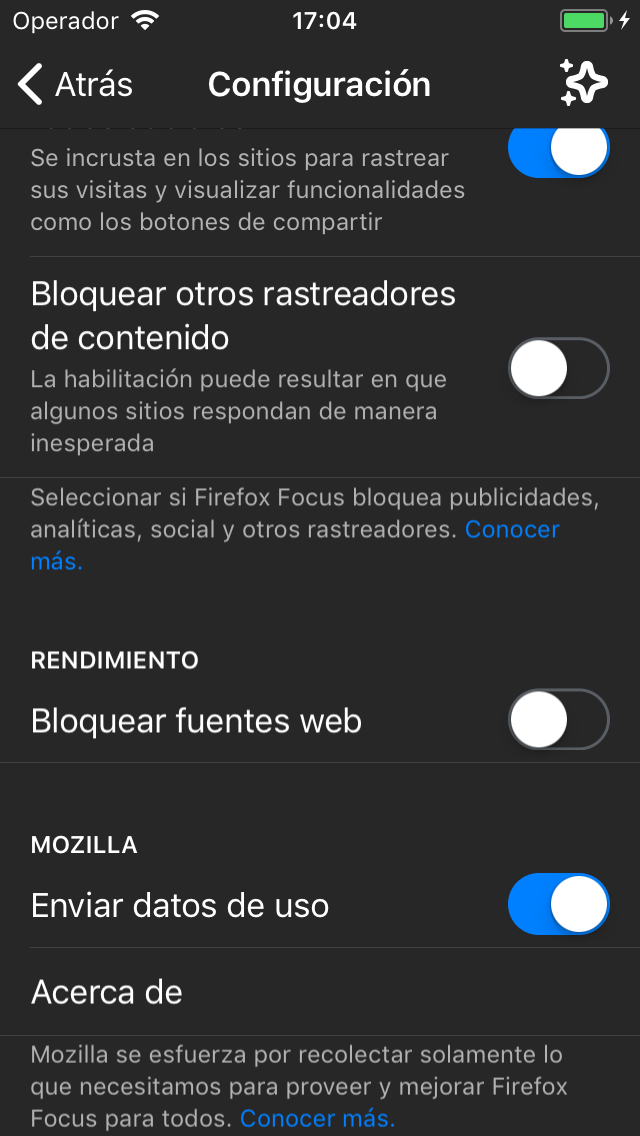 Operador
17:04
Atrás
Configuración
Se incrusta en los sitios para rastrear
sus visitas y visualizar funcionalidades
como los botones de compartir
Bloquear otros rastreadores
de contenido
La habilitación puede resultar en que
algunos sitios respondan de manera
inesperada
Seleccionar si Firefox Focus bloquea publicidades,
analíticas, social y otros rastreadores. Conocer
más.
RENDIMIENTO
Bloquear fuentes web
MOZILLA
Enviar datos de uso
Acerca de
Mozilla se esfuerza por recolectar solamente lo
que necesitamos para proveer y mejorar Firefox
Focus para todos. Conocer más.